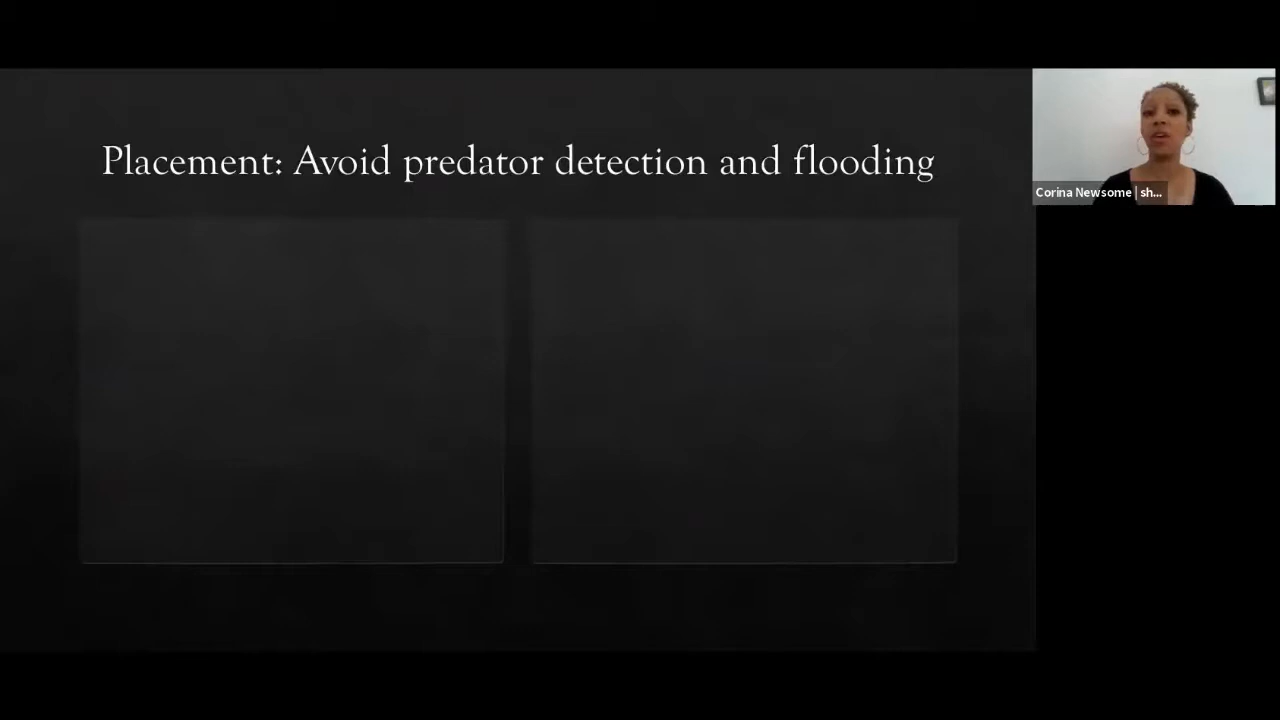 Placement: Avoid predator detection and flooding
Corina Newsome | sh...